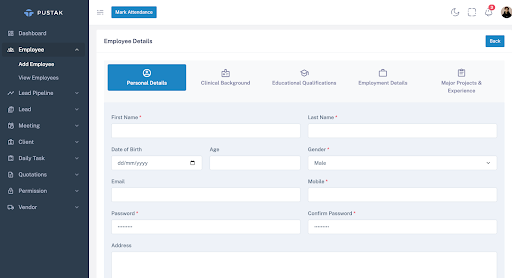 PUSTAK
Mark Attendance
Dashboard
Employee
Add Employee
View Employees
Lead Pipeline
Lead
Meeting
Client
Daily Task
Quotations
Permission
Vendor
Employee Details
Back
Personal Details
Clinical Background
Educational Qualifications
Employment Details
Major Projects &
Experience
First Name *
Last Name *
Date of Birth
Age
Gender *
dd/mm/yyyy
Male
Email
Mobile *
Password *
Confirm Password *
Address